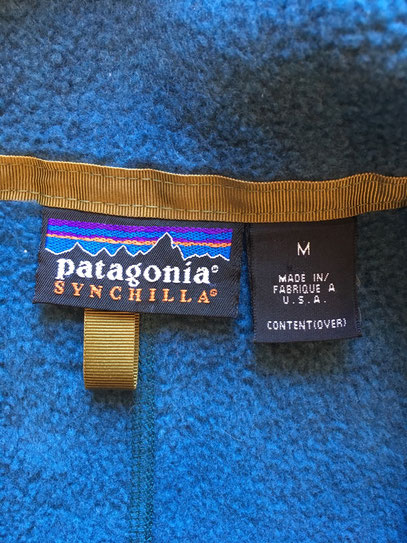 patagonia®
SYNCHILLA®
M
MADE IN/
FABRIQUE A
U.S.A.
CONTENT(OVER)